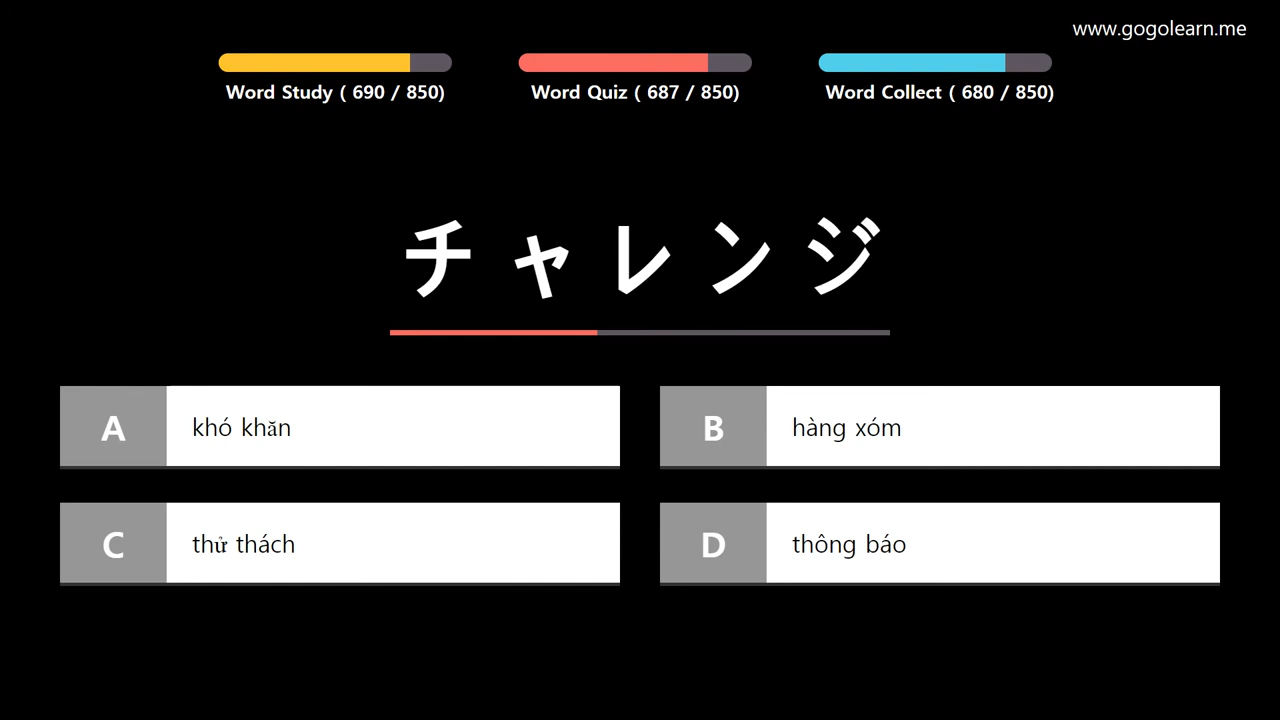 www.gogolearn.me
Word Study ( 690 / 850)
Word Quiz ( 687 / 850)
Word Collect ( 680 / 850)
チャレンジ
A khó khăn
B hàng xóm
C thử thách
D thông báo